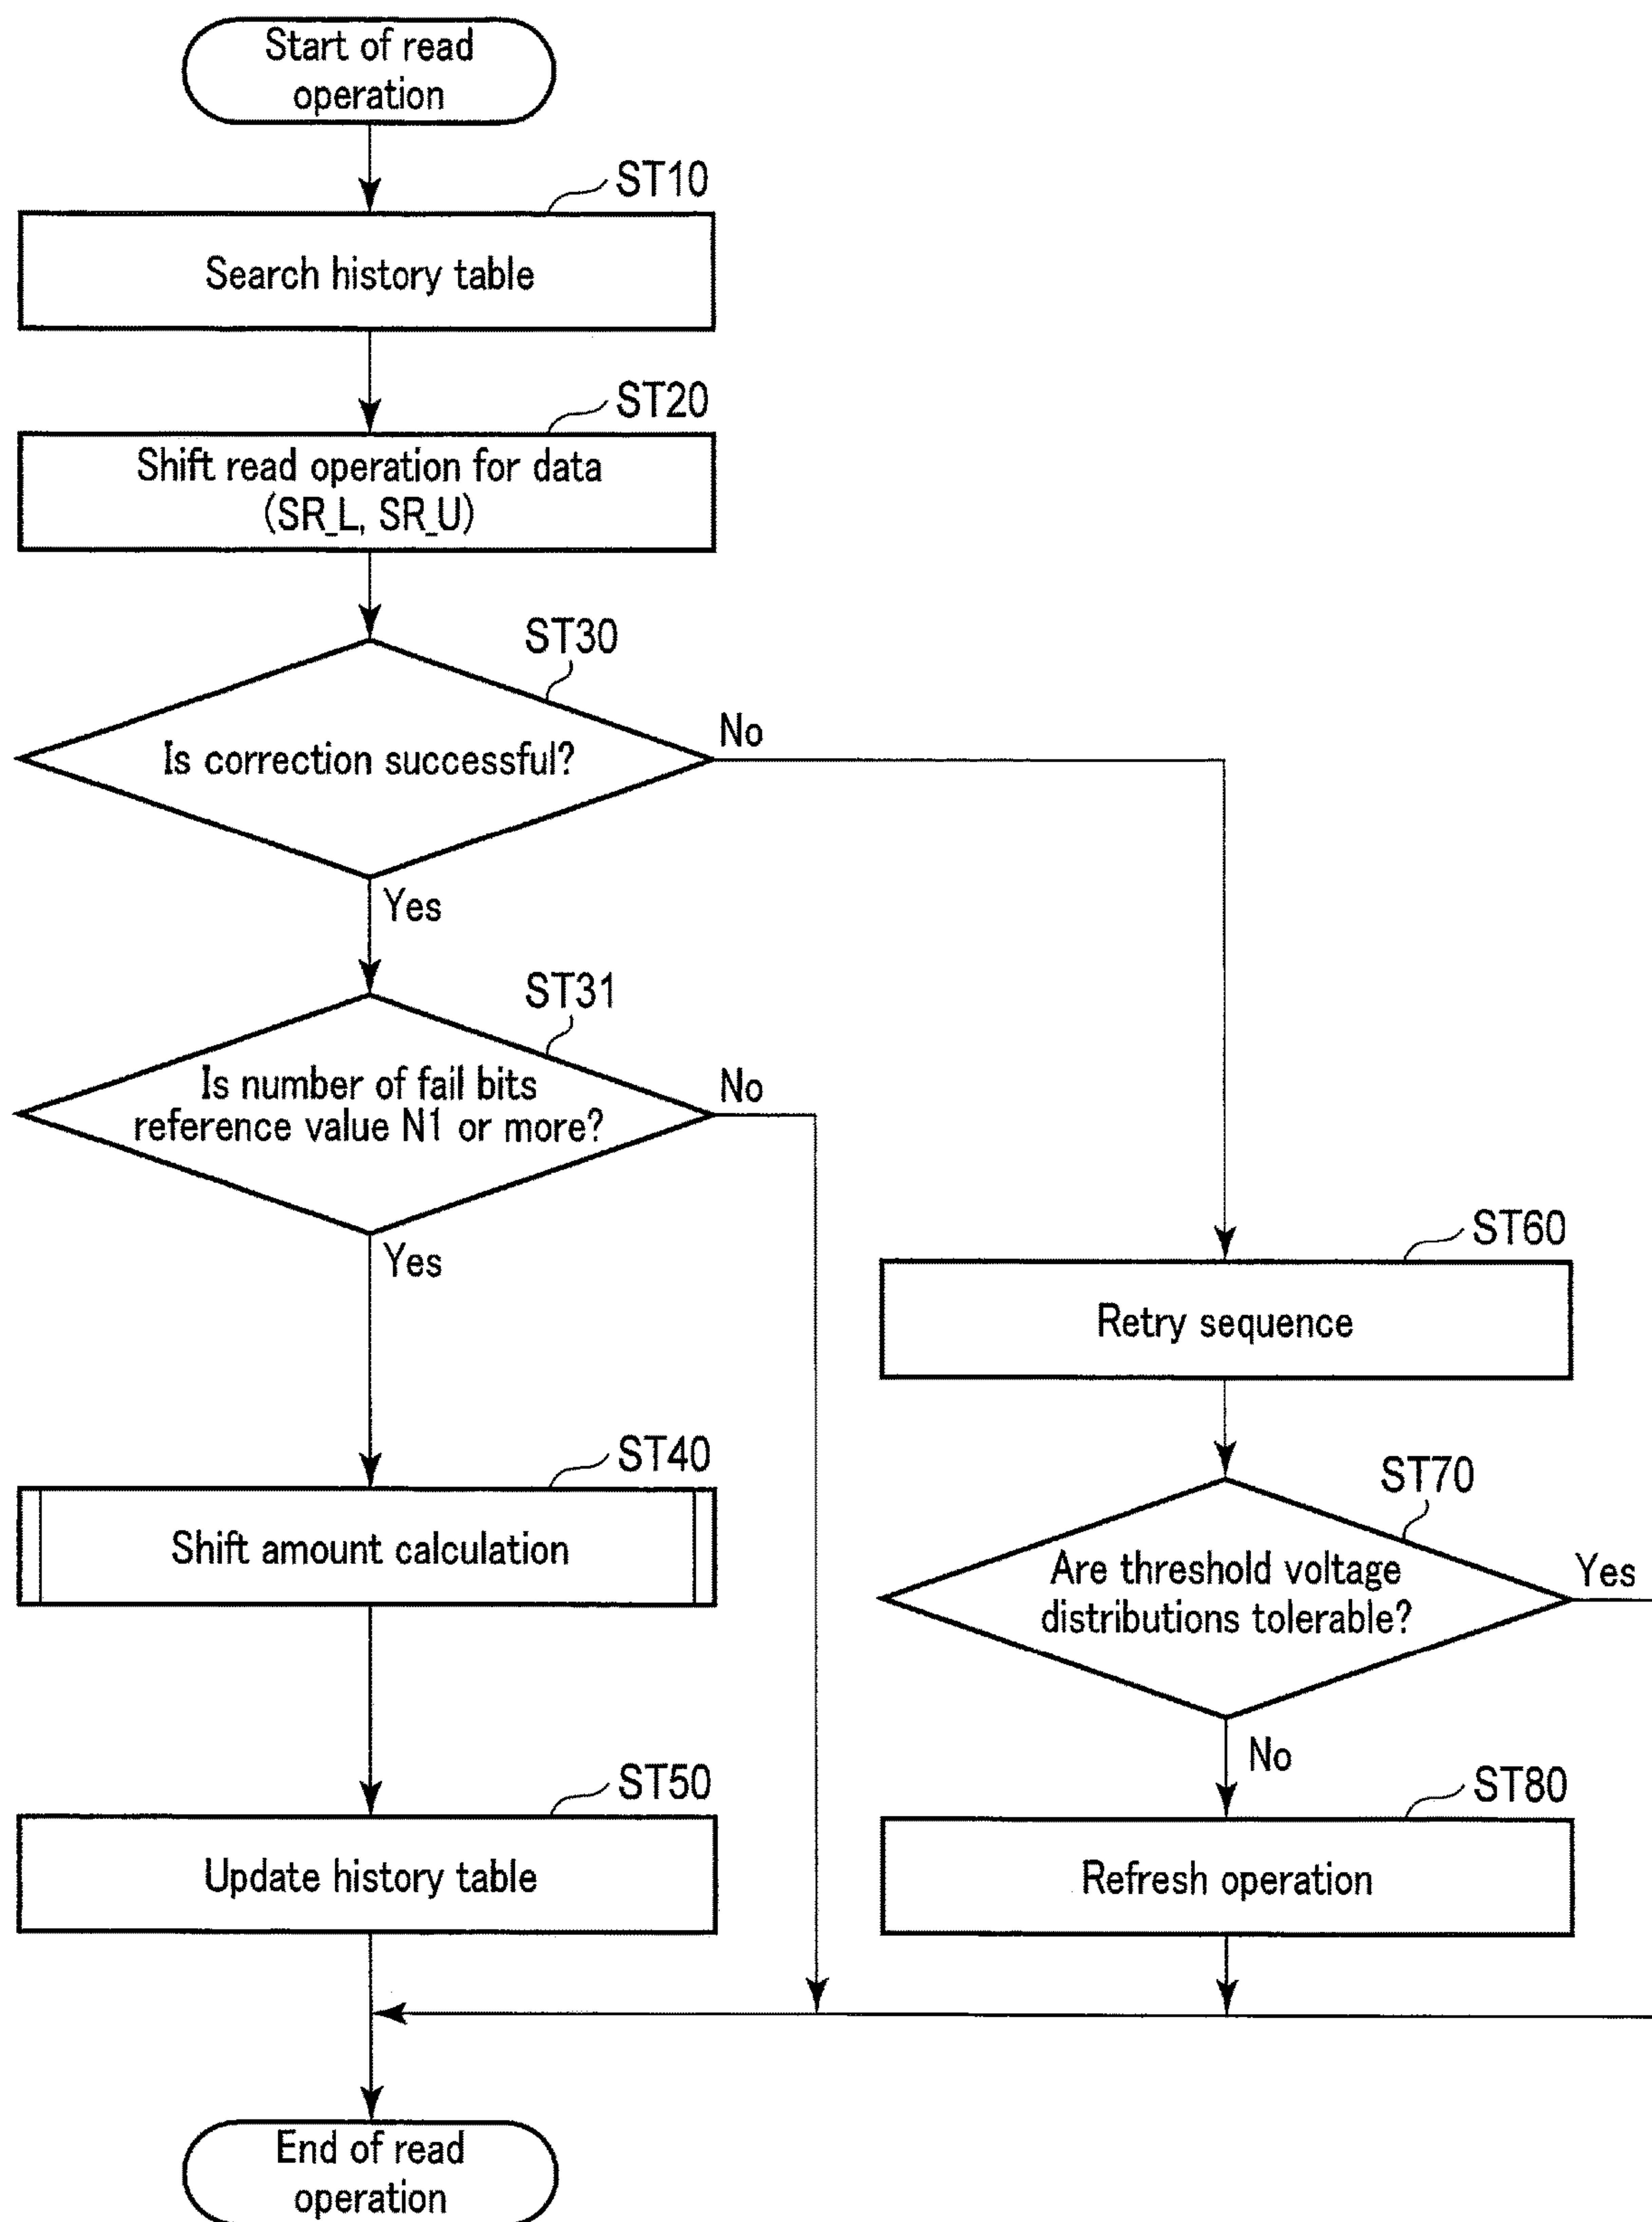 Start of read
operation
ST10
Search history table
ST20
Shift read operation for data
(SR_L, SR_U)
ST30
Is correction successful?
No
Yes
ST31
Is number of fail bits
reference value N1 or more?
No
Yes
ST60
Retry sequence
ST40
Shift amount calculation
ST70
Are threshold voltage
distributions tolerable?
Yes
No
ST50
Update history table
ST80
Refresh operation
End of read
operation